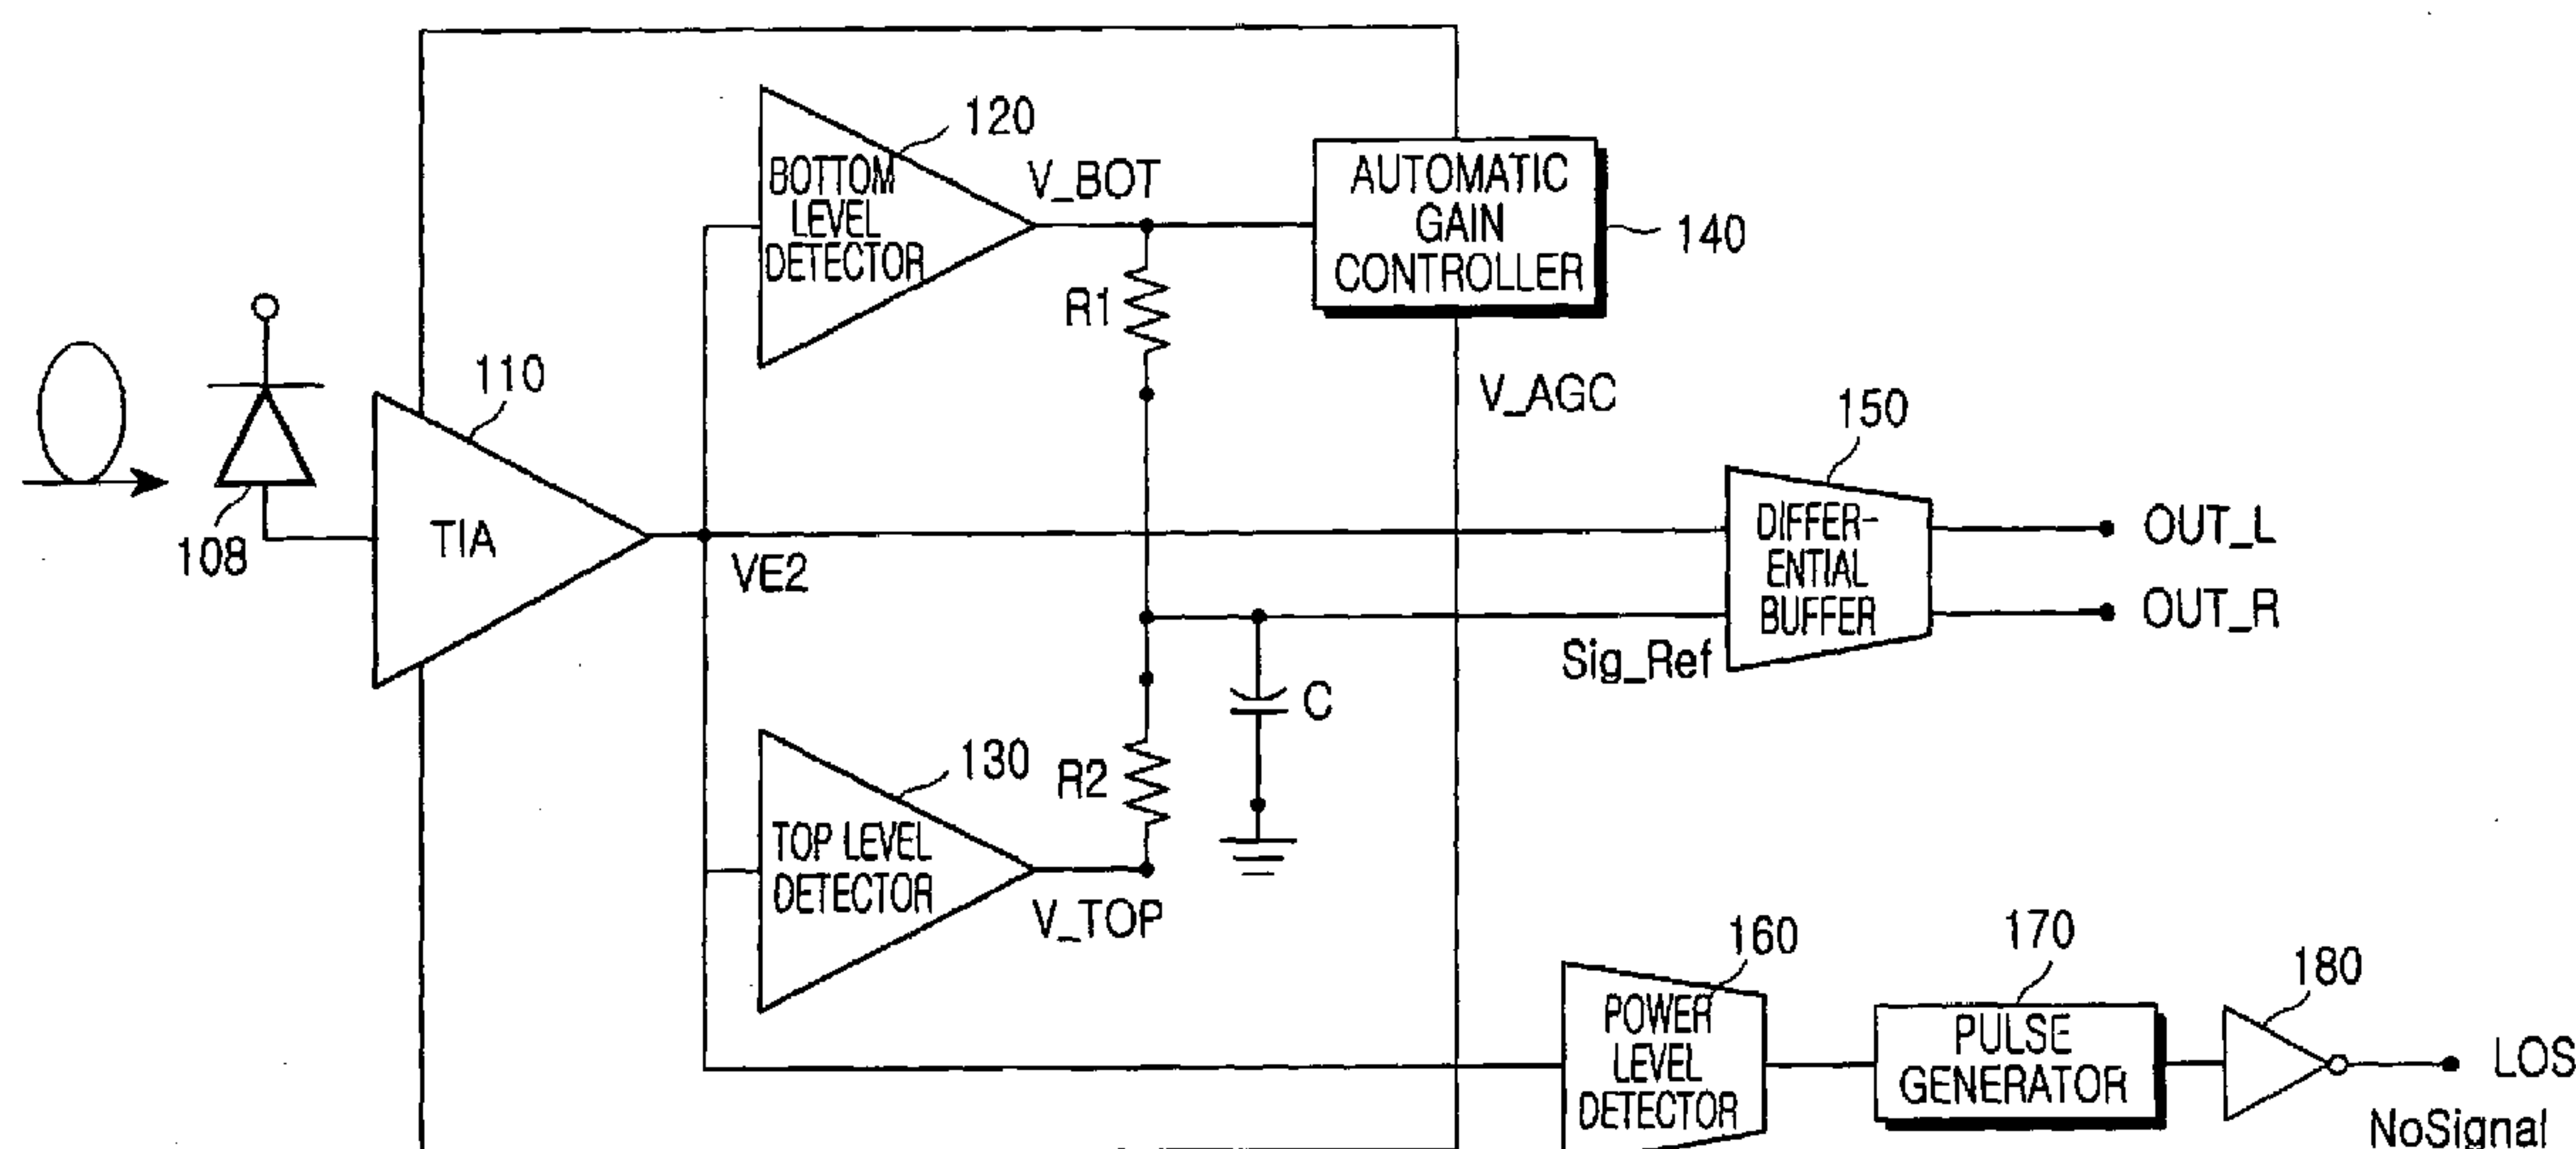 120
BOTTOM
LEVEL
DETECTOR
V_BOT
AUTOMATIC
GAIN
CONTROLLER
140
R1
V_AGC
110
TIA
108
VE2
150
DIFFER-
ENTIAL
BUFFER
OUT_L
OUT_R
Sig_Ref
C
130
R2
TOP LEVEL
DETECTOR
V_TOP
160
POWER
LEVEL
DETECTOR
170
PULSE
GENERATOR
180
LOS
NoSignal